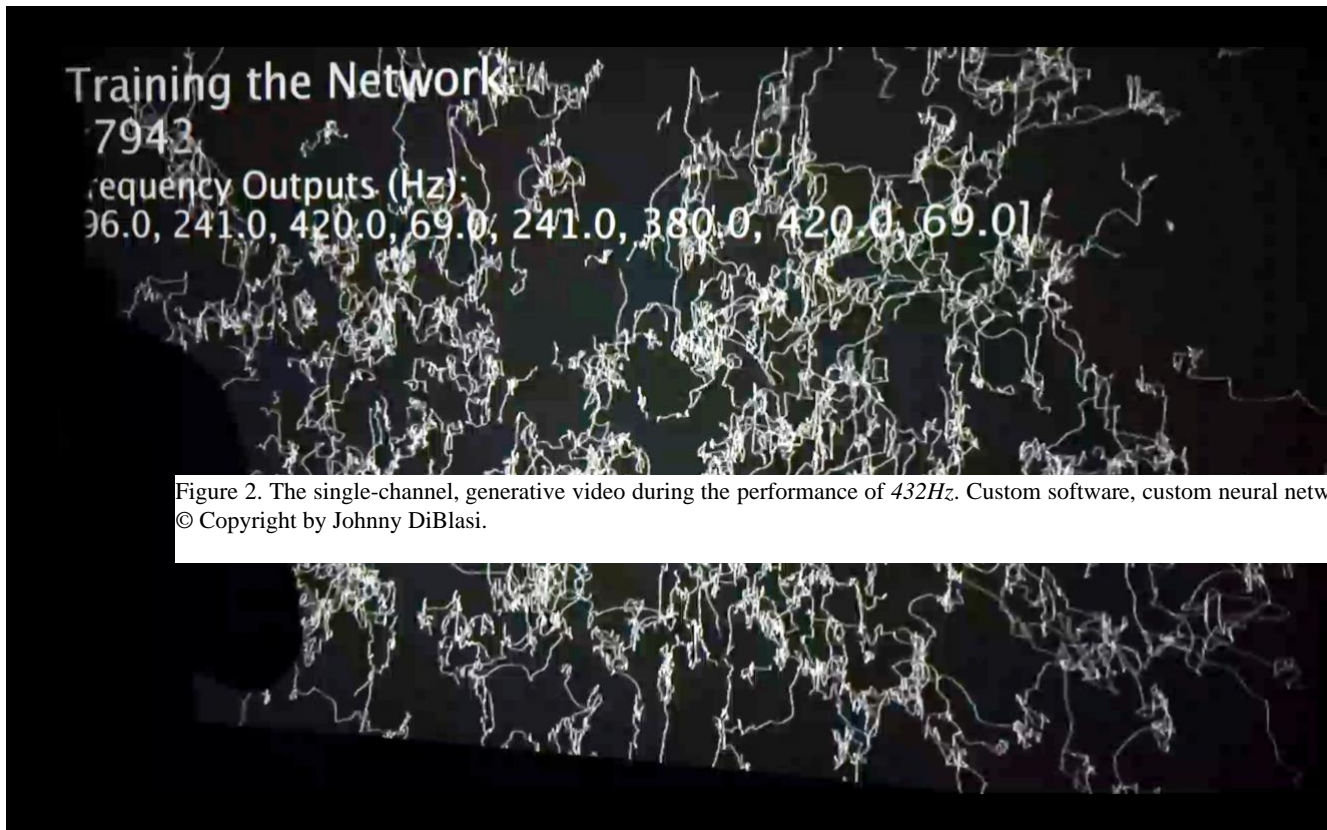 Training the Network:
7943
requency Outputs (Hz):
96.0, 241.0, 420.0, 69.0, 241.0, 380.0, 420.0, 69.0]
Figure 2. The single-channel, generative video during the performance of 432Hz. Custom software, custom neural netw
© Copyright by Johnny DiBlasi.